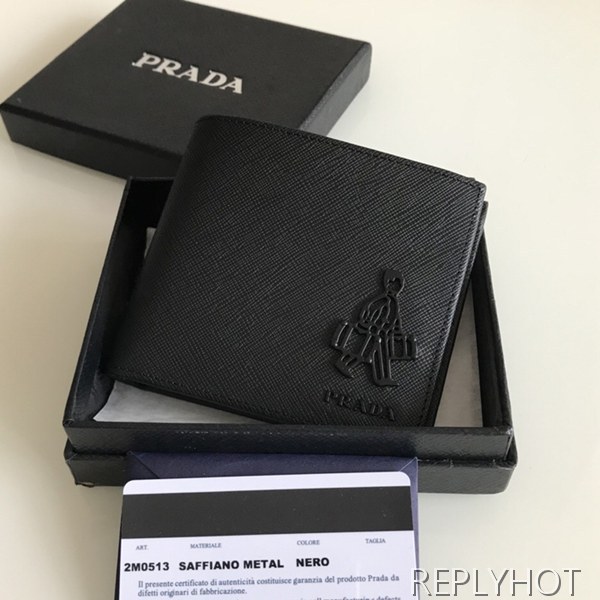 PRADA
PRADA
ART. MATERIALE COLORE TAGLIA
2M0513 SAFFIANO METAL NERO
Il presente certificato di autenticità costituisce garanzia del prodotto Prada da
difetti originari di fabbricazione.
REPLYHOT